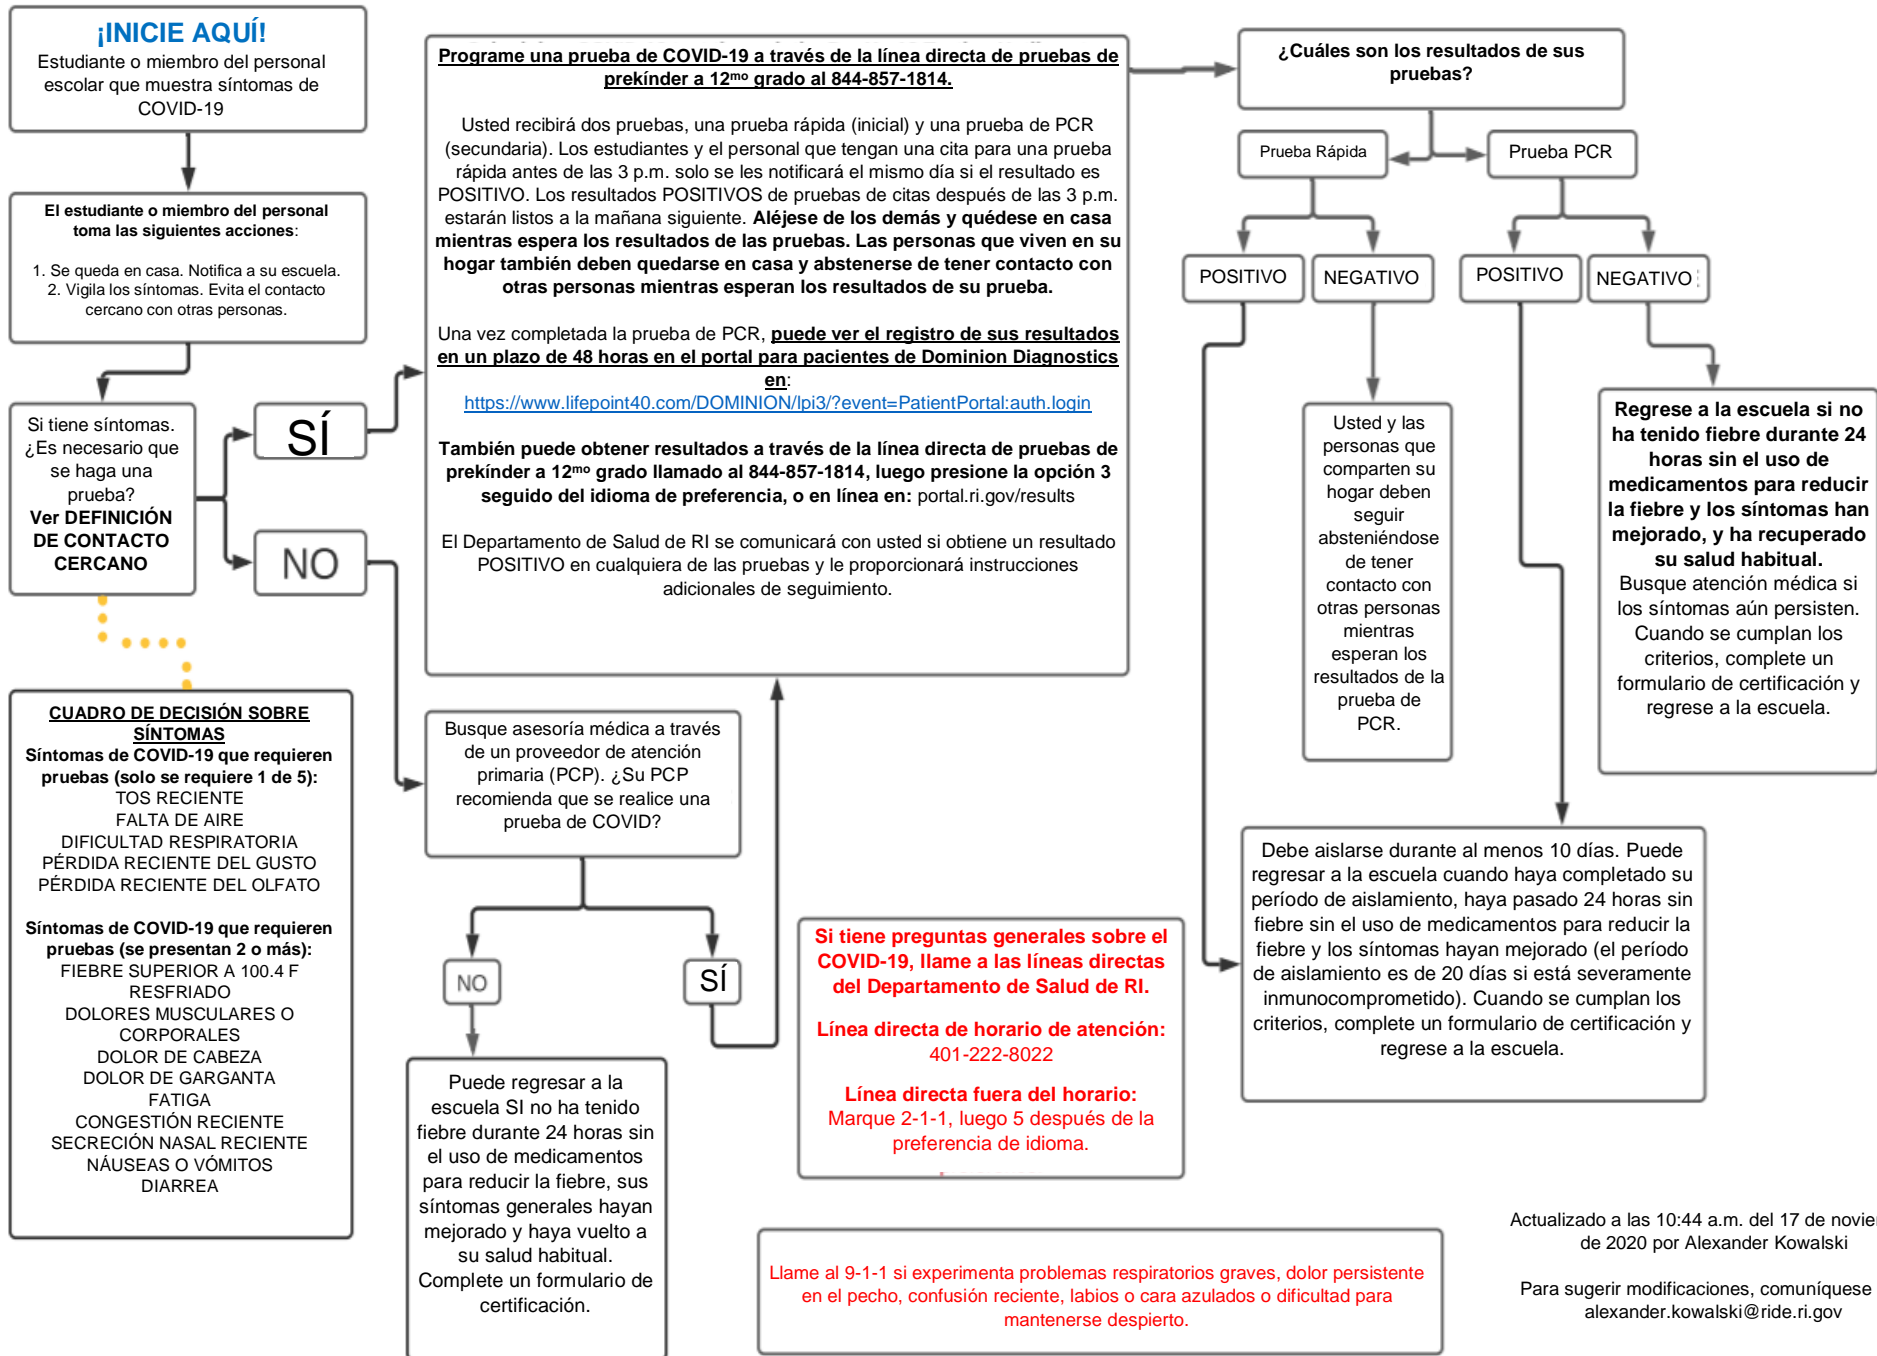 ¡INICIE AQUÍ!
Estudiante o miembro del personal
escolar que muestra síntomas de
COVID-19
El estudiante o miembro del personal
toma las siguientes acciones:
1. Se queda en casa. Notifica a su escuela.
2. Vigila los síntomas. Evita el contacto
cercano con otras personas.
Si tiene síntomas.
¿Es necesario que
se haga una
prueba?
Ver DEFINICIÓN
DE CONTACTO
CERCANO
SÍ
NO
CUADRO DE DECISIÓN SOBRE
SÍNTOMAS
Síntomas de COVID-19 que requieren
pruebas (solo se requiere 1 de 5):
TOS RECIENTE
FALTA DE AIRE
DIFICULTAD RESPIRATORIA
PÉRDIDA RECIENTE DEL GUSTO
PÉRDIDA RECIENTE DEL OLFATO
Síntomas de COVID-19 que requieren
pruebas (se presentan 2 o más):
FIEBRE SUPERIOR A 100.4 F
RESFRIADO
DOLORES MUSCULARES O
CORPORALES
DOLOR DE CABEZA
DOLOR DE GARGANTA
FATIGA
CONGESTIÓN RECIENTE
SECRECIÓN NASAL RECIENTE
NÁUSEAS O VÓMITOS
DIARREA
Programe una prueba de COVID-19 a través de la línea directa de pruebas de
prekínder a 12mo grado al 844-857-1814.
Usted recibirá dos pruebas, una prueba rápida (inicial) y una prueba de PCR
(secundaria). Los estudiantes y el personal que tengan una cita para una prueba
rápida antes de las 3 p.m. solo se les notificará el mismo día si el resultado es
POSITIVO. Los resultados POSITIVOS de pruebas de citas después de las 3 p.m.
estarán listos a la mañana siguiente. Aléjese de los demás y quédese en casa
mientras espera los resultados de las pruebas. Las personas que viven en su
hogar también deben quedarse en casa y abstenerse de tener contacto con
otras personas mientras esperan los resultados de su prueba.
Una vez completada la prueba de PCR, puede ver el registro de sus resultados
en un plazo de 48 horas en el portal para pacientes de Dominion Diagnostics
en:
https://www.lifepoint40.com/DOMINION/lpi3/?event=PatientPortal:auth.login
También puede obtener resultados a través de la línea directa de pruebas de
prekínder a 12mo grado llamado al 844-857-1814, luego presione la opción 3
seguido del idioma de preferencia, o en línea en: portal.ri.gov/results
El Departamento de Salud de RI se comunicará con usted si obtiene un resultado
POSITIVO en cualquiera de las pruebas y le proporcionará instrucciones
adicionales de seguimiento.
Busque asesoría médica a través
de un proveedor de atención
primaria (PCP). ¿Su PCP
recomienda que se realice una
prueba de COVID?
NO
SÍ
Puede regresar a la
escuela SI no ha tenido
fiebre durante 24 horas sin
el uso de medicamentos
para reducir la fiebre, sus
síntomas generales hayan
mejorado y haya vuelto a
su salud habitual.
Complete un formulario de
certificación.
Si tiene preguntas generales sobre el
COVID-19, llame a las líneas directas
del Departamento de Salud de RI.
Línea directa de horario de atención:
401-222-8022
Línea directa fuera del horario:
Marque 2-1-1, luego 5 después de la
preferencia de idioma.
Llame al 9-1-1 si experimenta problemas respiratorios graves, dolor persistente
en el pecho, confusión reciente, labios o cara azulados o dificultad para
mantenerse despierto.
¿Cuáles son los resultados de sus
pruebas?
Prueba Rápida
Prueba PCR
POSITIVO
NEGATIVO
POSITIVO
NEGATIVO
Usted y las
personas que
comparten su
hogar deben
seguir
absteniéndose
de tener
contacto con
otras personas
mientras
esperan los
resultados de la
prueba de
PCR.
Regrese a la escuela si no
ha tenido fiebre durante 24
horas sin el uso de
medicamentos para reducir
la fiebre y los síntomas han
mejorado, y ha recuperado
su salud habitual.
Busque atención médica si
los síntomas aún persisten.
Cuando se cumplan los
criterios, complete un
formulario de certificación y
regrese a la escuela.
Debe aislarse durante al menos 10 días. Puede
regresar a la escuela cuando haya completado su
período de aislamiento, haya pasado 24 horas sin
fiebre sin el uso de medicamentos para reducir la
fiebre y los síntomas hayan mejorado (el período
de aislamiento es de 20 días si está severamente
inmunocomprometido). Cuando se cumplan los
criterios, complete un formulario de certificación y
regrese a la escuela.
Actualizado a las 10:44 a.m. del 17 de
de 2020 por Alexander Kowalski
Para sugerir modificaciones, comuníquese
alexander.kowalski@ride.ri.gov